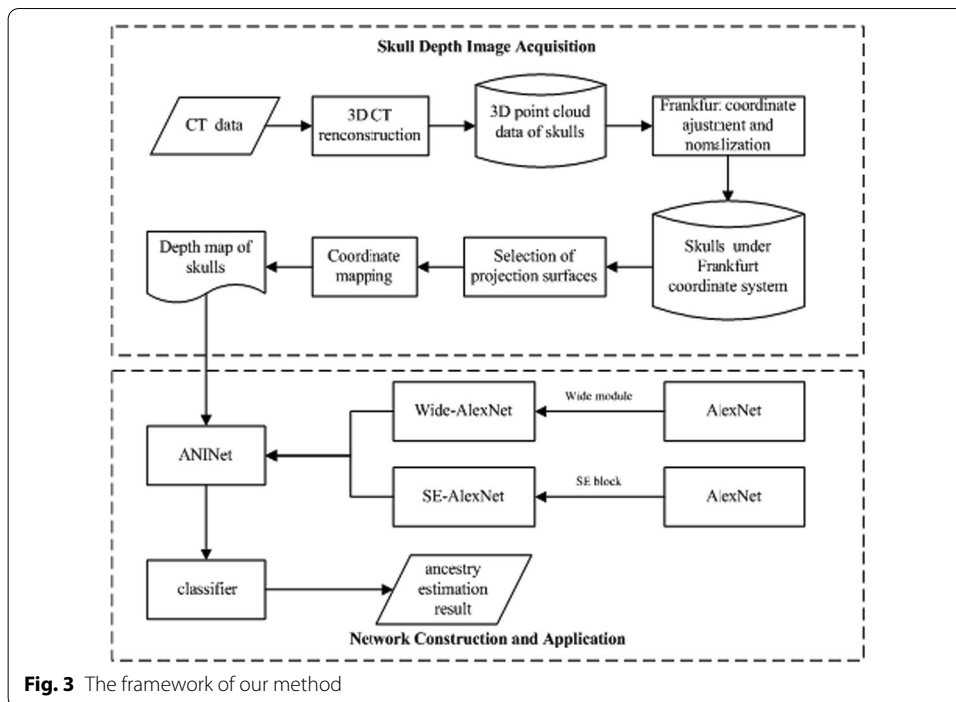 Skull Depth Image Acquisition
CT data
3D CT
renconstruction
3D point cloud
data of skulls
Frankfurt coordinate
ajustment and
nomalization
Depth map of
skulls
Coordinate
mapping
Selection of
projection surfaces
Skulls under
Frankfurt
coordinate system
Wide-AlexNet
Wide module
AlexNet
ANINet
SE-AlexNet
SE block
AlexNet
classifier
ancestry
estimation
result
Network Construction and Application
Fig. 3 The framework of our method